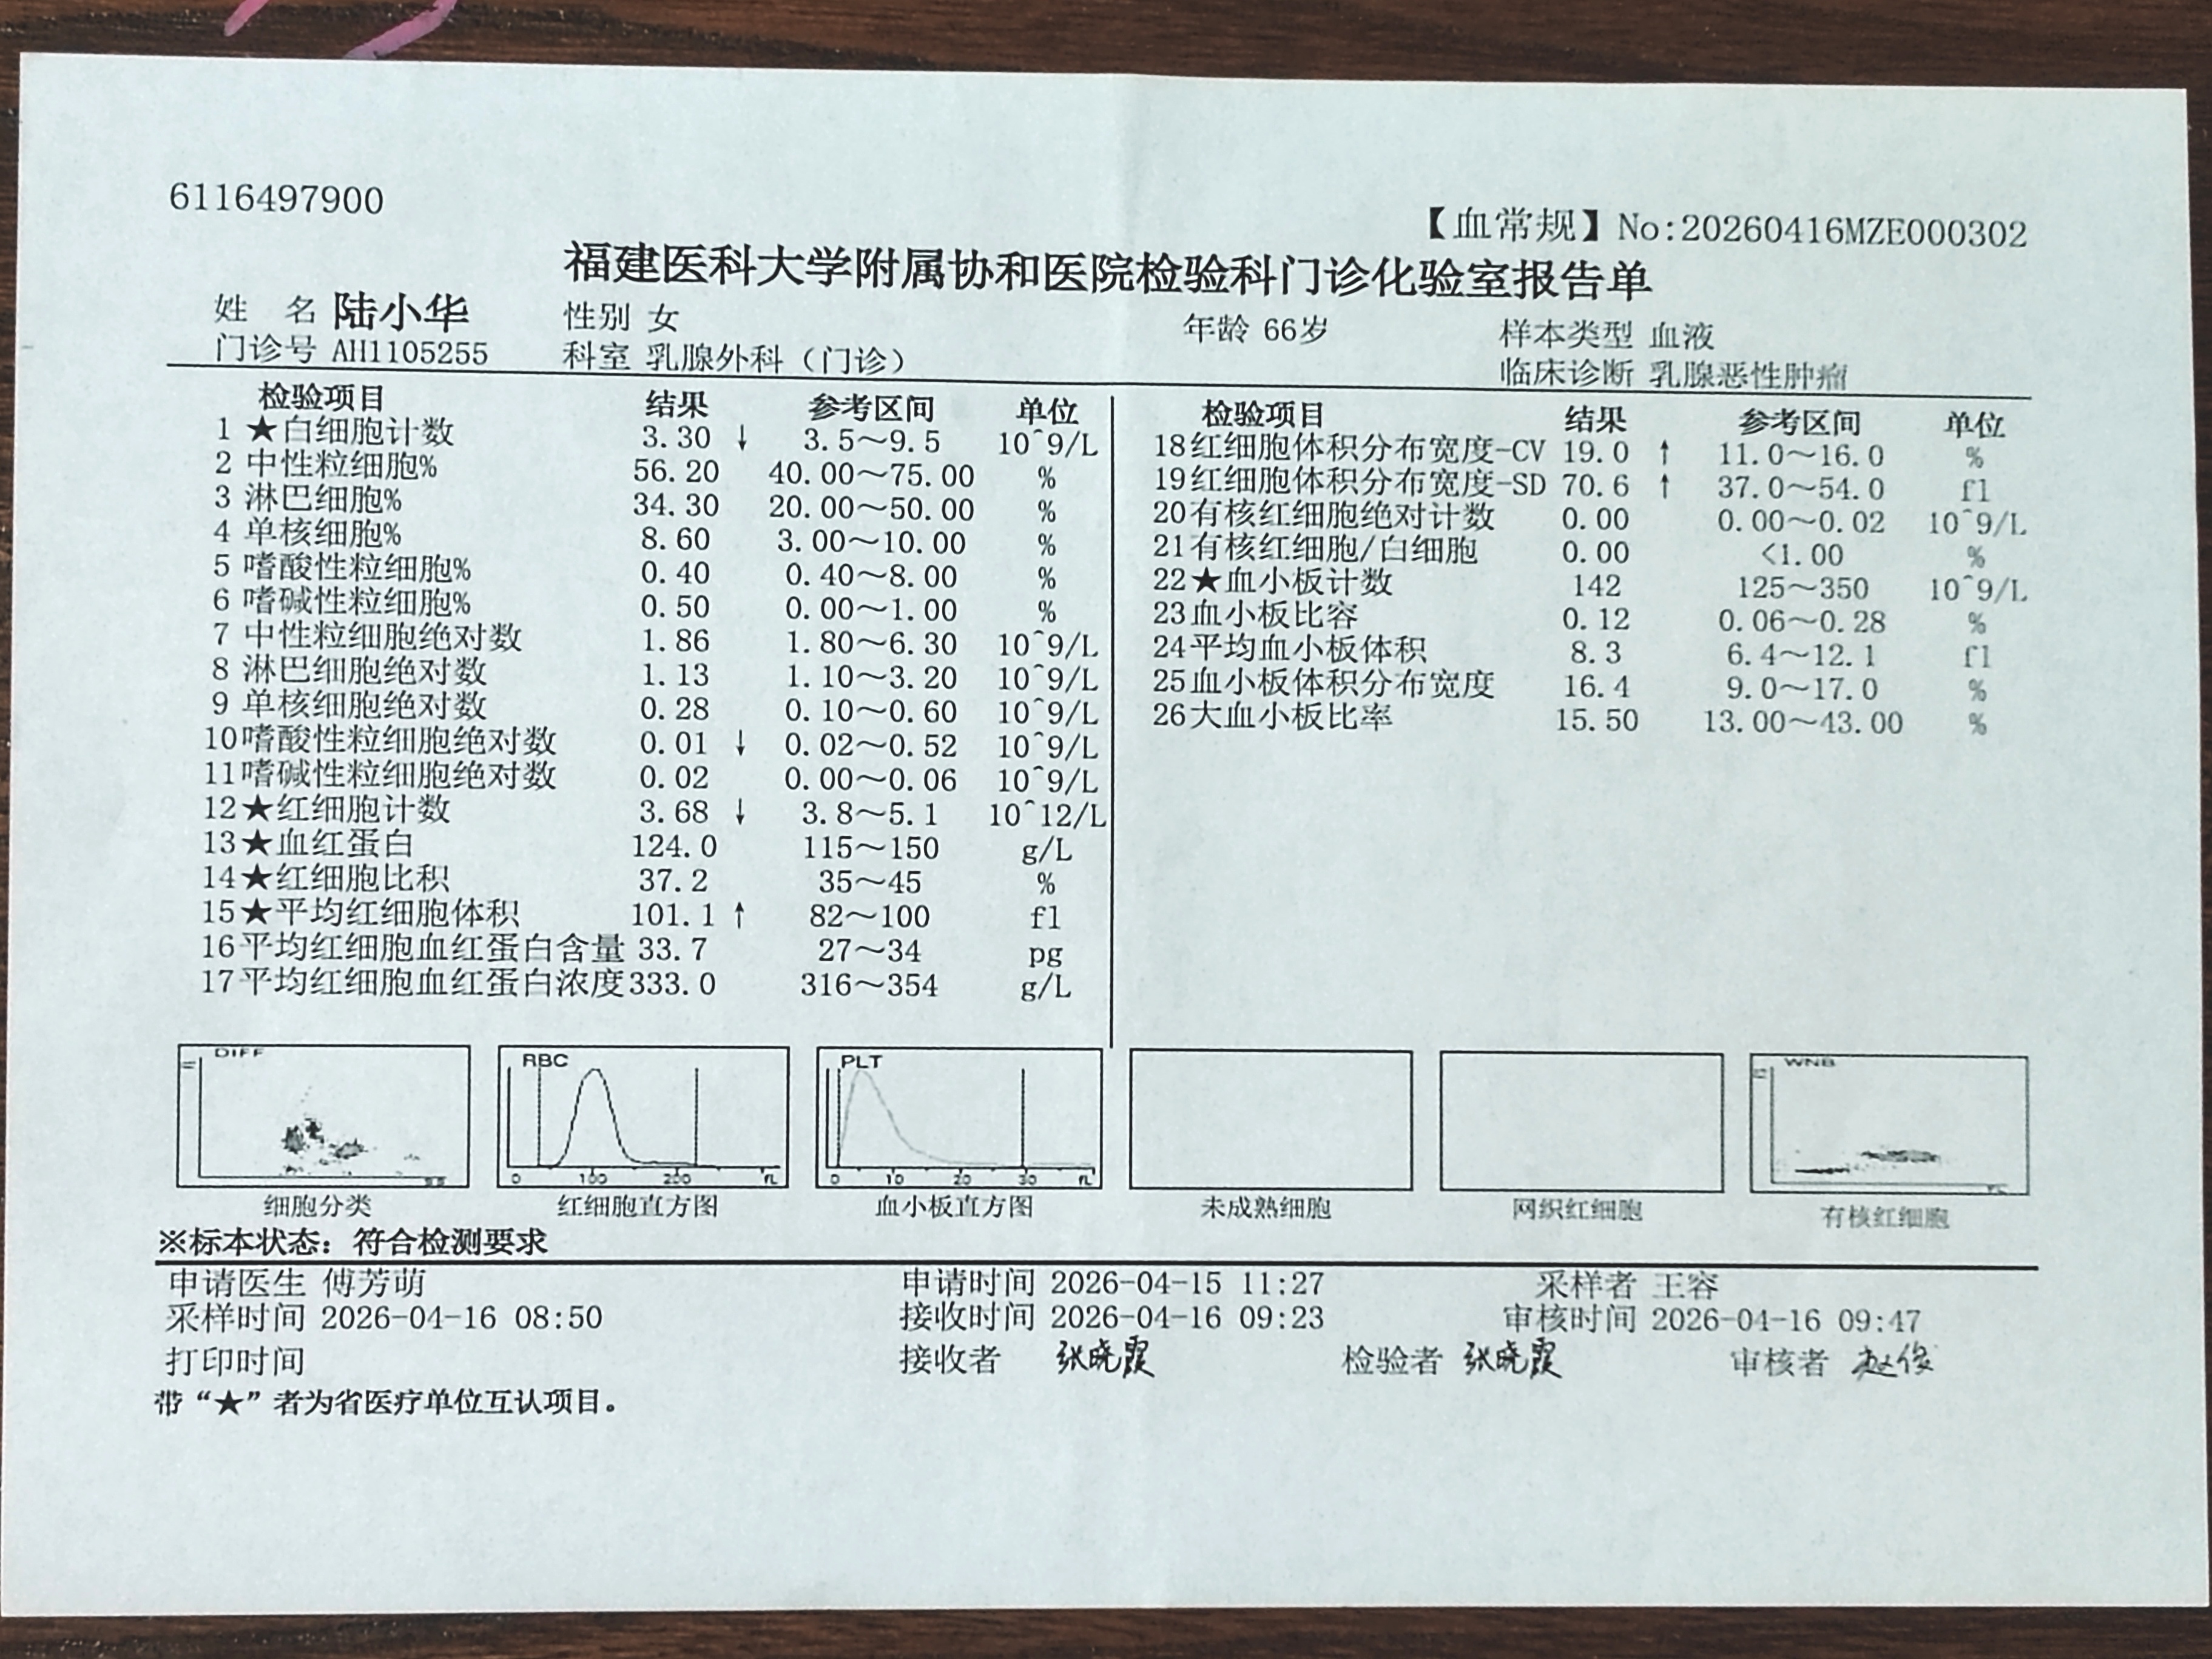 6116497900
【血常规】No:20260416MZE000302
福建医科大学附属协和医院检验科门诊化验室报告单
姓 名 陆小华 性别 女 年龄 66岁 样本类型 血液
门诊号 AH1105255 科室 乳腺外科（门诊） 临床诊断 乳腺恶性肿瘤
检验项目 结果 参考区间 单位
1 ★白细胞计数 3.30 ↓ 3.5～9.5 10^9/L
2 中性粒细胞% 56.20 40.00～75.00 %
3 淋巴细胞% 34.30 20.00～50.00 %
4 单核细胞% 8.60 3.00～10.00 %
5 嗜酸性粒细胞% 0.40 0.40～8.00 %
6 嗜碱性粒细胞% 0.50 0.00～1.00 %
7 中性粒细胞绝对数 1.86 1.80～6.30 10^9/L
8 淋巴细胞绝对数 1.13 1.10～3.20 10^9/L
9 单核细胞绝对数 0.28 0.10～0.60 10^9/L
10嗜酸性粒细胞绝对数 0.01 ↓ 0.02～0.52 10^9/L
11嗜碱性粒细胞绝对数 0.02 0.00～0.06 10^9/L
12★红细胞计数 3.68 ↓ 3.8～5.1 10^12/L
13★血红蛋白 124.0 115～150 g/L
14★红细胞比积 37.2 35～45 %
15★平均红细胞体积 101.1 ↑ 82～100 fl
16平均红细胞血红蛋白含量 33.7 27～34 pg
17平均红细胞血红蛋白浓度333.0 316～354 g/L
检验项目 结果 参考区间 单位
18红细胞体积分布宽度-CV 19.0 ↑ 11.0～16.0 %
19红细胞体积分布宽度-SD 70.6 ↑ 37.0～54.0 fl
20有核红细胞绝对计数 0.00 0.00～0.02 10^9/L
21有核红细胞/白细胞 0.00 <1.00 %
22★血小板计数 142 125～350 10^9/L
23血小板比容 0.12 0.06～0.28 %
24平均血小板体积 8.3 6.4～12.1 fl
25血小板体积分布宽度 16.4 9.0～17.0 %
26大血小板比率 15.50 13.00～43.00 %
DIFF
RBC
0 100 200 fL
PLT
0 10 20 30 fL
WNB
细胞分类 红细胞直方图 血小板直方图 未成熟细胞 网织红细胞 有核红细胞
※标本状态：符合检测要求
申请医生 傅芳萌 申请时间 2026-04-15 11:27 采样者 王容
采样时间 2026-04-16 08:50 接收时间 2026-04-16 09:23 审核时间 2026-04-16 09:47
打印时间 接收者 张晓霞 检验者 张晓霞 审核者 赵俊
带“★”者为省医疗单位互认项目。